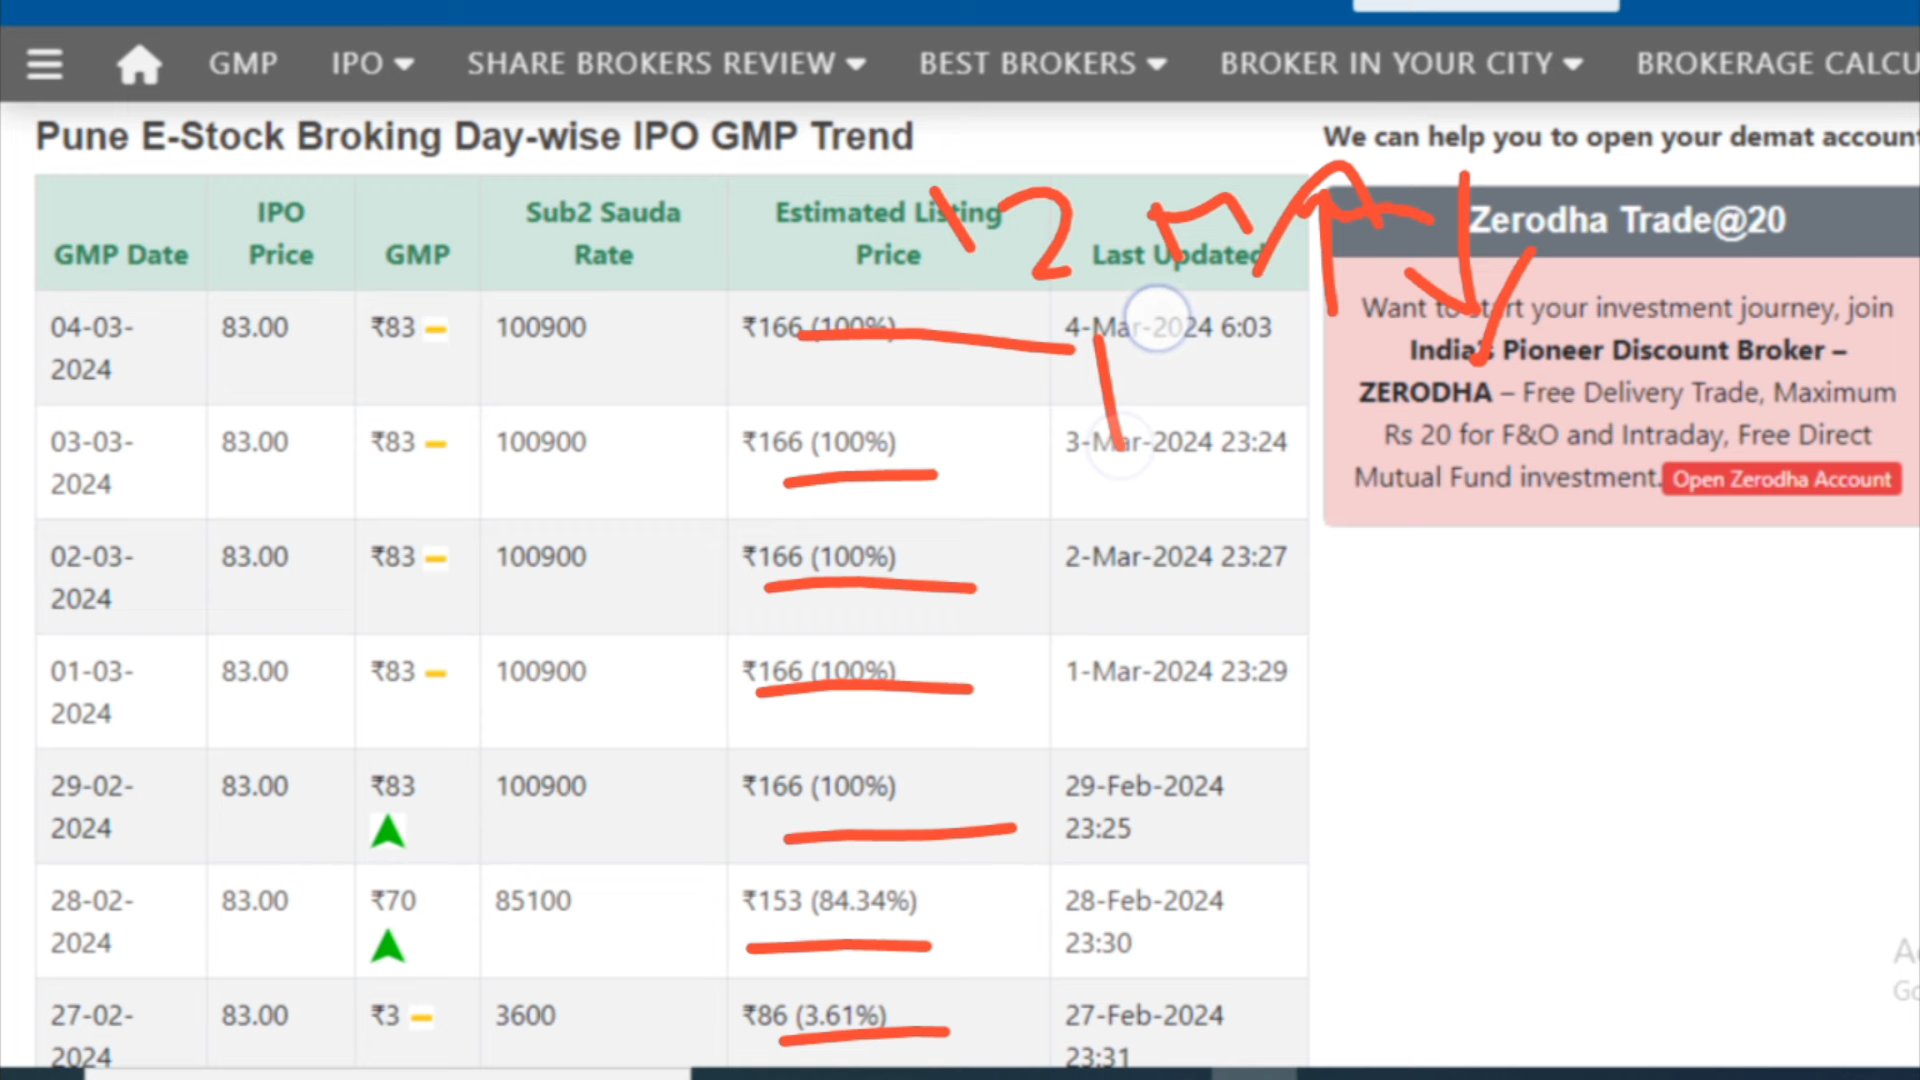 GMP IPO SHARE BROKERS REVIEW BEST BROKERS BROKER IN YOUR CITY BROKERAGE CALCU
Pune E-Stock Broking Day-wise IPO GMP Trend
GMP Date IPO Price GMP Sub2 Sauda Rate Estimated Listing Price Last Updated
04-03-2024 83.00 ₹83 100900 ₹166 (100%) 4-Mar-2024 6:03
03-03-2024 83.00 ₹83 100900 ₹166 (100%) 3-Mar-2024 23:24
02-03-2024 83.00 ₹83 100900 ₹166 (100%) 2-Mar-2024 23:27
01-03-2024 83.00 ₹83 100900 ₹166 (100%) 1-Mar-2024 23:29
29-02-2024 83.00 ₹83 100900 ₹166 (100%) 29-Feb-2024 23:25
28-02-2024 83.00 ₹70 85100 ₹153 (84.34%) 28-Feb-2024 23:30
27-02-2024 83.00 ₹3 3600 ₹86 (3.61%) 27-Feb-2024 23:31
We can help you to open your demat account
Zerodha Trade@20
Want to start your investment journey, join
India's Pioneer Discount Broker –
ZERODHA – Free Delivery Trade, Maximum
Rs 20 for F&O and Intraday, Free Direct
Mutual Fund investment. Open Zerodha Account